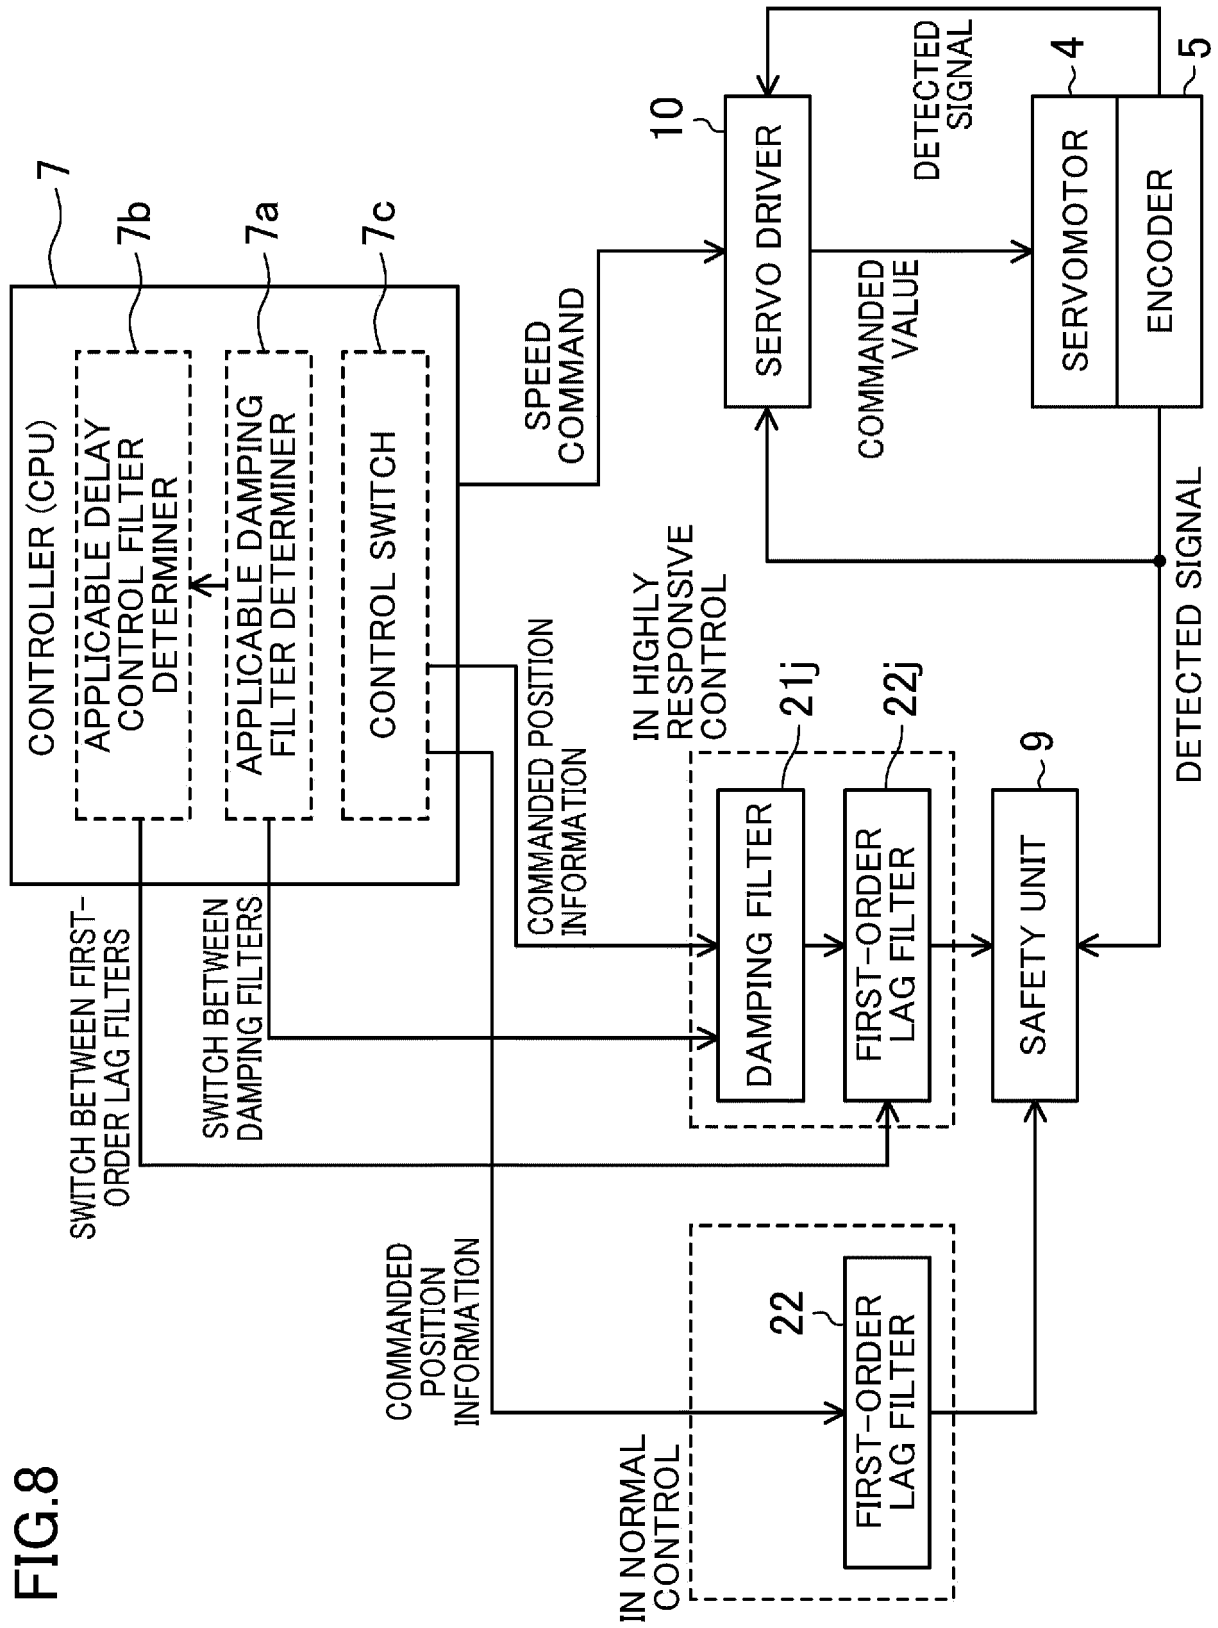 FIG.8
CONTROLLER (CPU)
7
APPLICABLE DELAY
CONTROL FILTER
DETERMINER
7b
APPLICABLE DAMPING
FILTER DETERMINER
7a
CONTROL SWITCH
7c
SWITCH BETWEEN FIRST-
ORDER LAG FILTERS
SWITCH BETWEEN
DAMPING FILTERS
COMMANDED
POSITION
INFORMATION
COMMANDED POSITION
INFORMATION
SPEED
COMMAND
IN NORMAL
CONTROL
22
FIRST-ORDER
LAG FILTER
IN HIGHLY
RESPONSIVE
CONTROL
DAMPING FILTER
21j
FIRST-ORDER
LAG FILTER
22j
SAFETY UNIT
9
SERVO DRIVER
10
COMMANDED
VALUE
DETECTED
SIGNAL
SERVOMOTOR
4
ENCODER
5
DETECTED SIGNAL